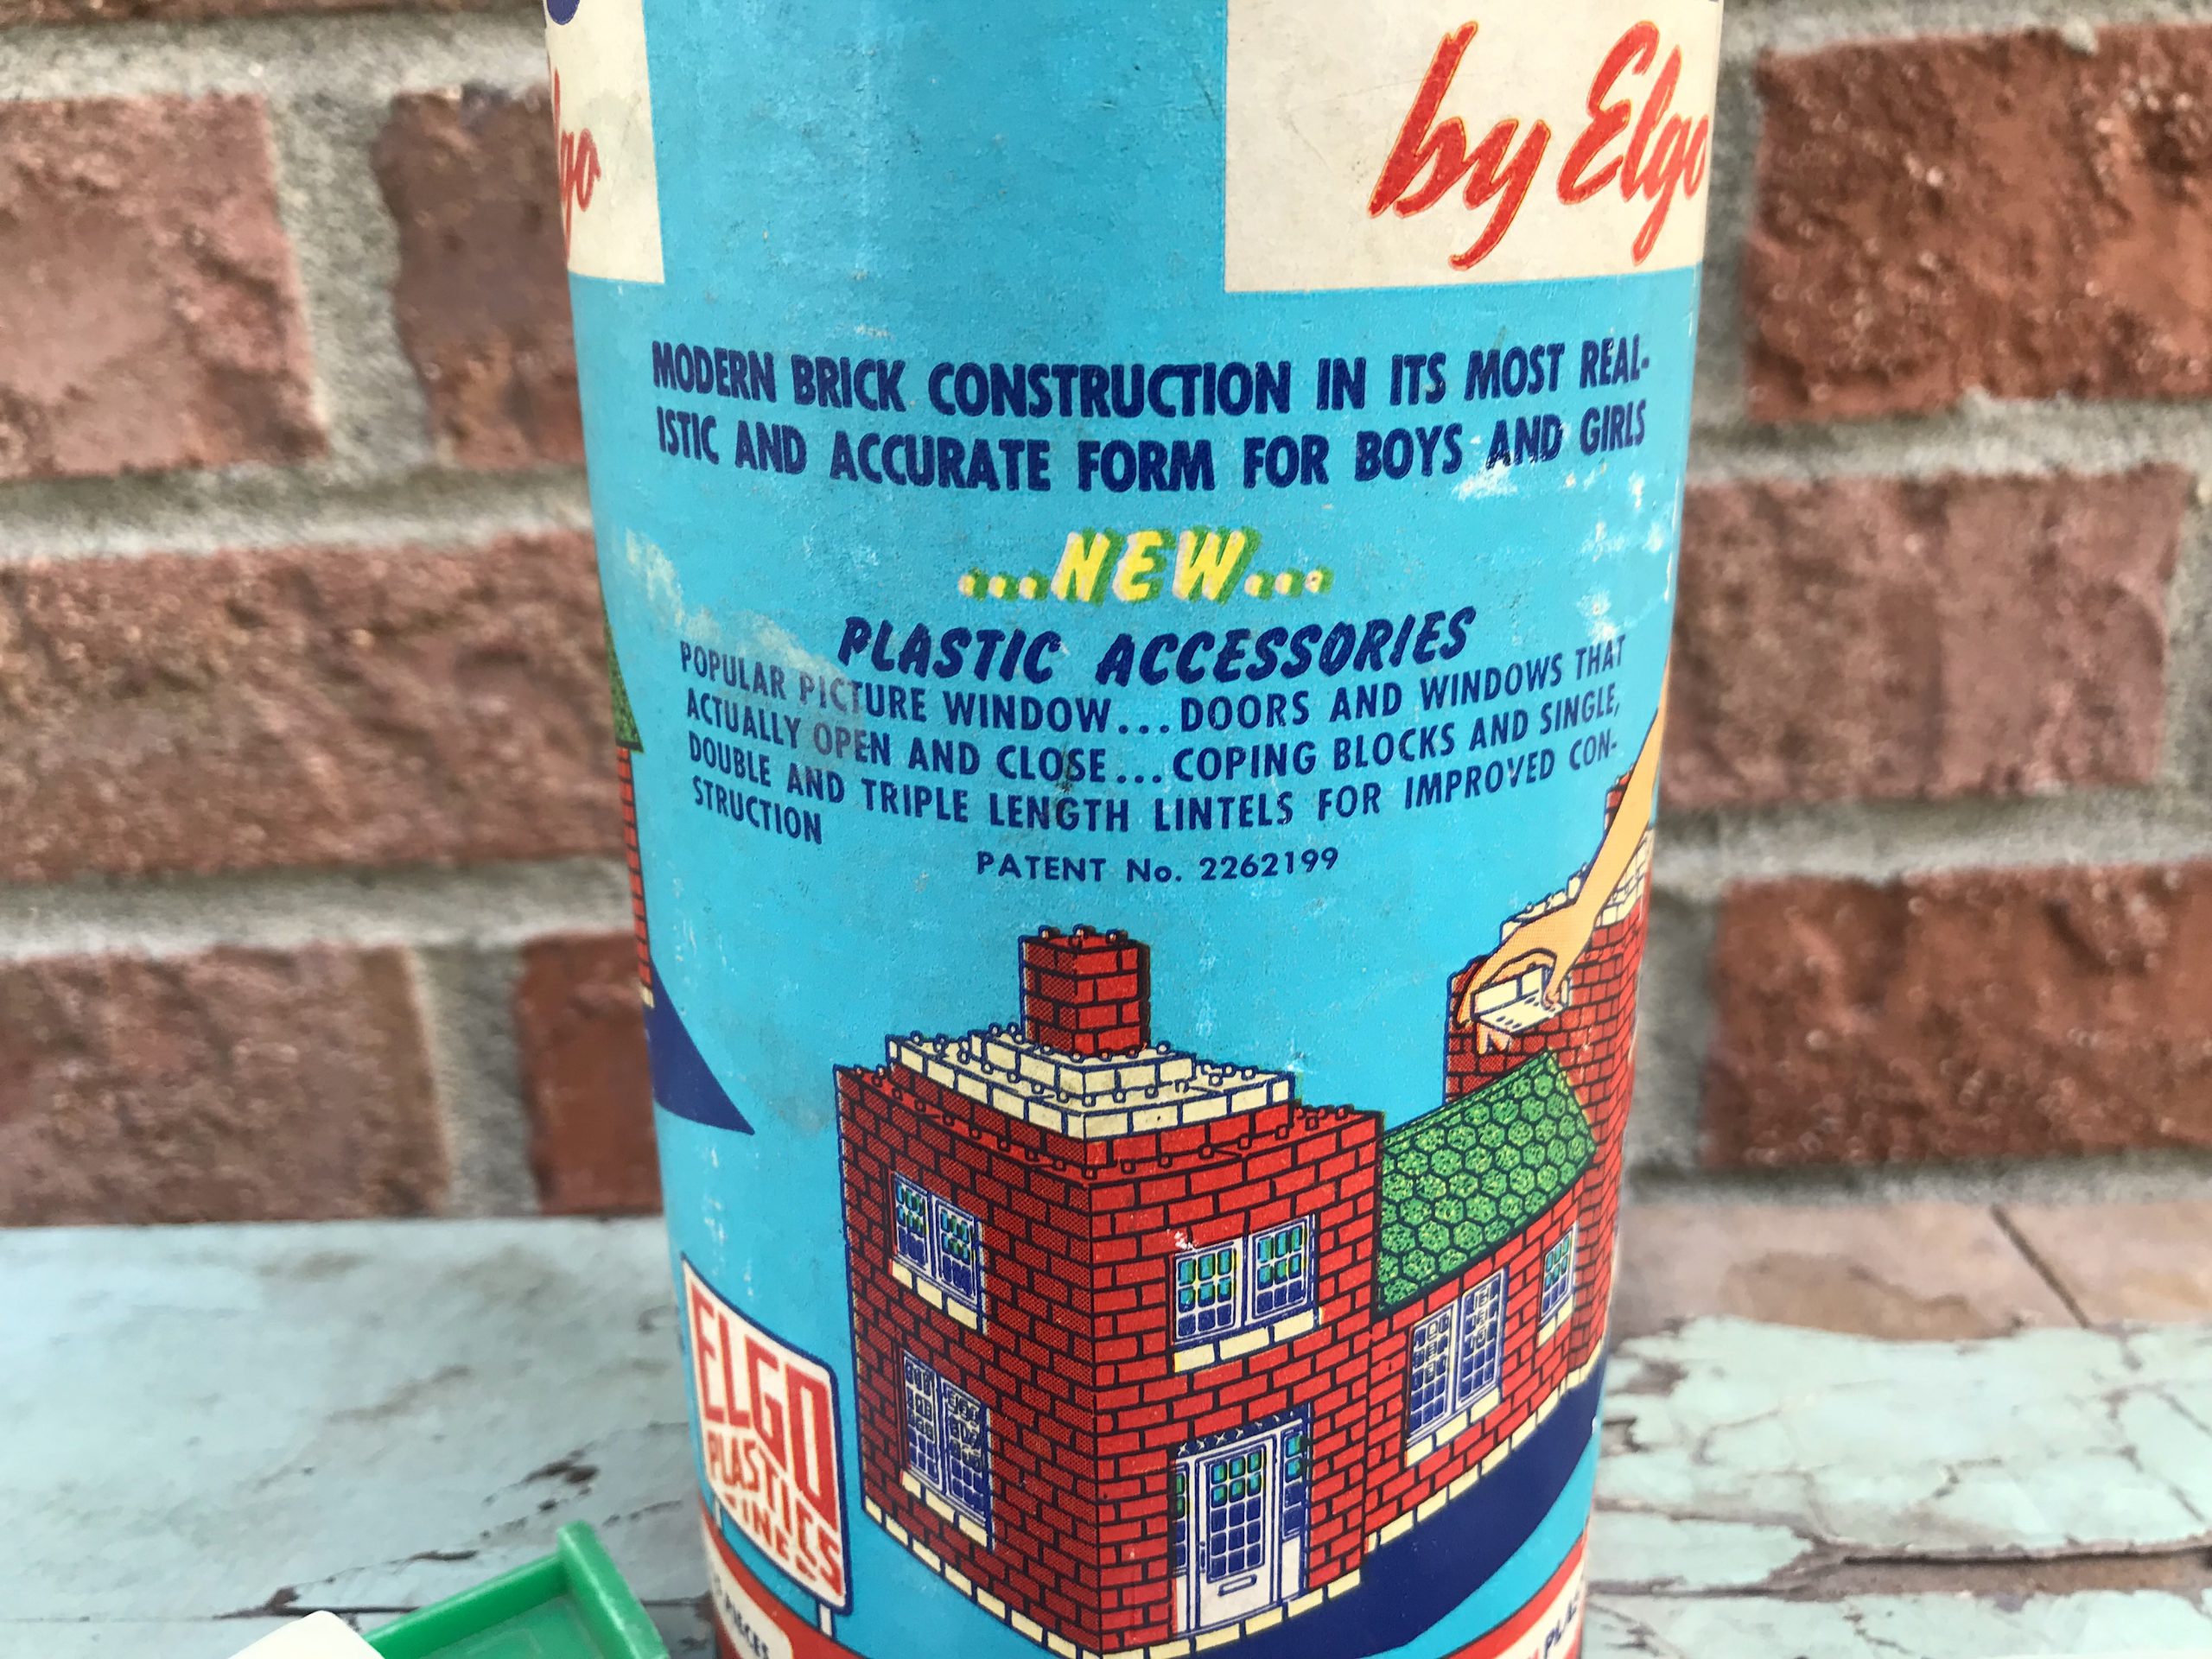 by Elgo
MODERN BRICK CONSTRUCTION IN ITS MOST REAL-
ISTIC AND ACCURATE FORM FOR BOYS AND GIRLS
...NEW...
PLASTIC ACCESSORIES
POPULAR PICTURE WINDOW...DOORS AND WINDOWS THAT
ACTUALLY OPEN AND CLOSE...COPING BLOCKS AND SINGLE,
DOUBLE AND TRIPLE LENGTH LINTELS FOR IMPROVED CON-
STRUCTION
PATENT No. 2262199
ELGO
PLASTICS